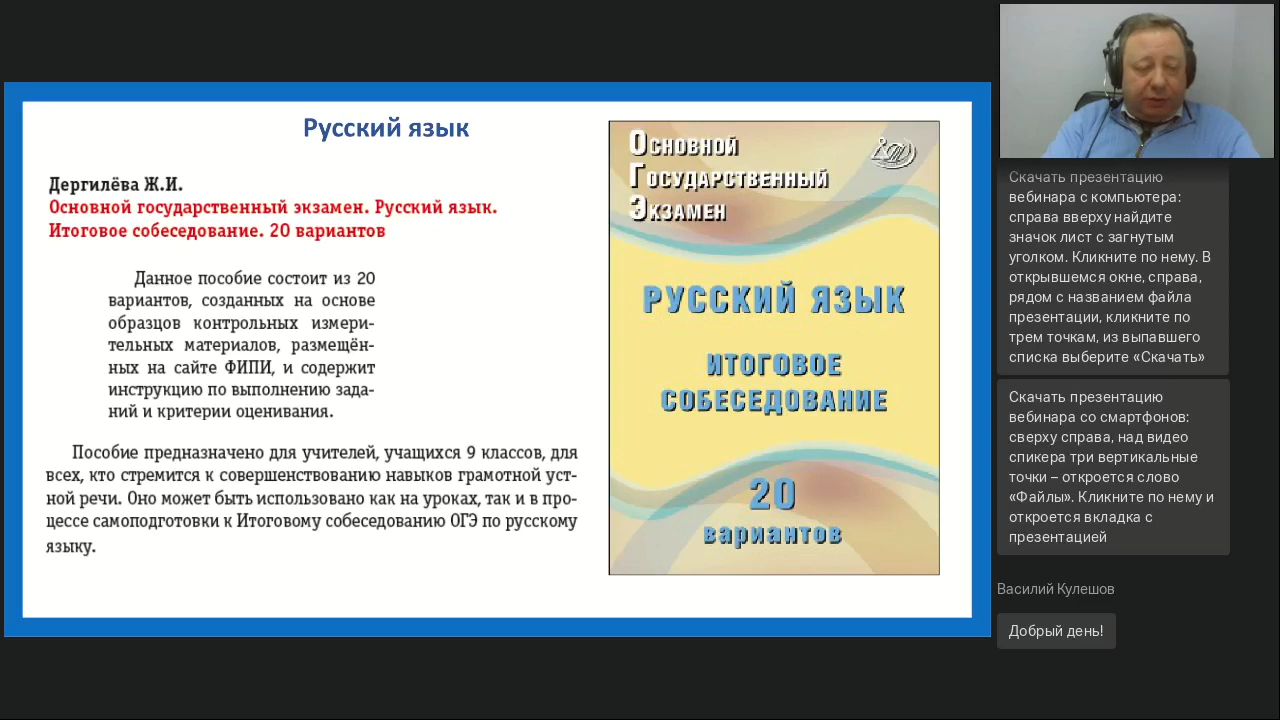 Русский язык
Дергилёва Ж.И.
Основной государственный экзамен. Русский язык.
Итоговое собеседование. 20 вариантов
Данное пособие состоит из 20
вариантов, созданных на основе
образцов контрольных измери-
тельных материалов, размещён-
ных на сайте ФИПИ, и содержит
инструкцию по выполнению зада-
ний и критерии оценивания.
Пособие предназначено для учителей, учащихся 9 классов, для
всех, кто стремится к совершенствованию навыков грамотной уст-
ной речи. Оно может быть использовано как на уроках, так и в про-
цессе самоподготовки к Итоговому собеседованию ОГЭ по русскому
языку.
Основной
Государственный
Экзамен
РУССКИЙ ЯЗЫК
ИТОГОВОЕ
СОБЕСЕДОВАНИЕ
20
вариантов
Скачать презентацию
вебинара с компьютера:
справа вверху найдите
значок лист с загнутым
уголком. Кликните по нему. В
открывшемся окне, справа,
рядом с названием файла
презентации, кликните по
трем точкам, из выпавшего
списка выберите «Скачать»
Скачать презентацию
вебинара со смартфонов:
сверху справа, над видео
спикера три вертикальные
точки – откроется слово
«Файлы». Кликните по нему и
откроется вкладка с
презентацией
Василий Кулешов
Добрый день!